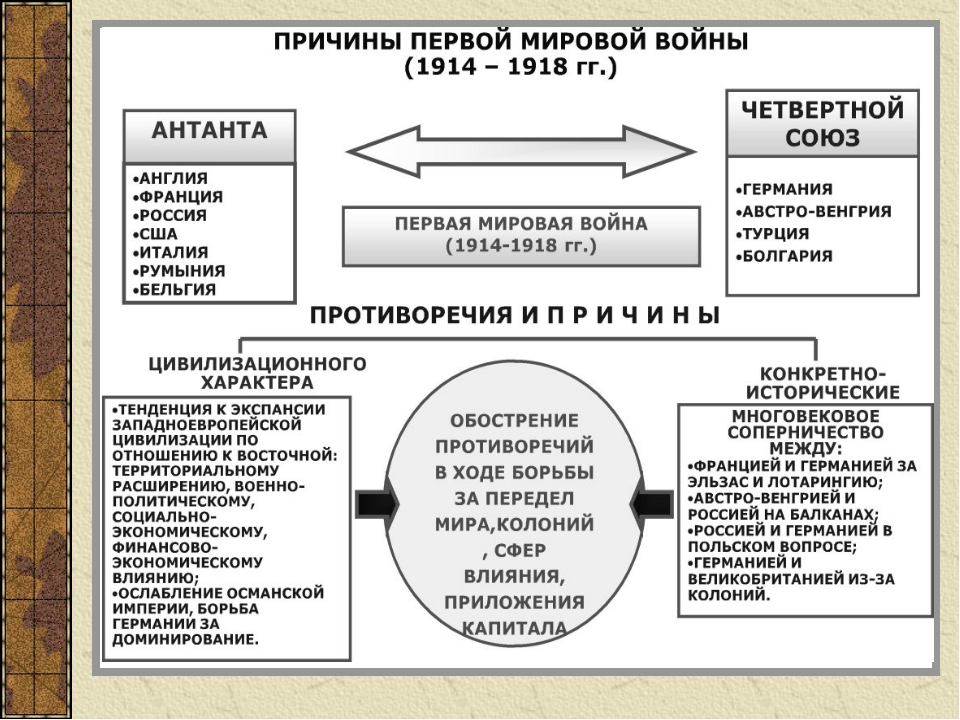 ПРИЧИНЫ ПЕРВОЙ МИРОВОЙ ВОЙНЫ
(1914 – 1918 гг.)
АНТАНТА
•АНГЛИЯ
•ФРАНЦИЯ
•РОССИЯ
•США
•ИТАЛИЯ
•РУМЫНИЯ
•БЕЛЬГИЯ
ПЕРВАЯ МИРОВАЯ ВОЙНА
(1914-1918 гг.)
ЧЕТВЕРТНОЙ
СОЮЗ
•ГЕРМАНИЯ
•АВСТРО-ВЕНГРИЯ
•ТУРЦИЯ
•БОЛГАРИЯ
ПРОТИВОРЕЧИЯ И П Р И Ч И Н Ы
ЦИВИЛИЗАЦИОННОГО
ХАРАКТЕРА
•ТЕНДЕНЦИЯ К ЭКСПАНСИИ
ЗАПАДНОЕВРОПЕЙСКОЙ
ЦИВИЛИЗАЦИИ ПО
ОТНОШЕНИЮ К ВОСТОЧНОЙ:
ТЕРРИТОРИАЛЬНОМУ
РАСШИРЕНИЮ, ВОЕННО-
ПОЛИТИЧЕСКОМУ,
СОЦИАЛЬНО-
ЭКОНОМИЧЕСКОМУ,
ФИНАНСОВО-
ЭКОНОМИЧЕСКОМУ
ВЛИЯНИЮ;
•ОСЛАБЛЕНИЕ ОСМАНСКОЙ
ИМПЕРИИ, БОРЬБА
ГЕРМАНИИ ЗА
ДОМИНИРОВАНИЕ.
ОБОСТРЕНИЕ
ПРОТИВОРЕЧИЙ
В ХОДЕ БОРЬБЫ
ЗА ПЕРЕДЕЛ
МИРА,КОЛОНИЙ
, СФЕР
ВЛИЯНИЯ,
ПРИЛОЖЕНИЯ
КАПИТАЛА
КОНКРЕТНО-
ИСТОРИЧЕСКИЕ
МНОГОВЕКОВОЕ
СОПЕРНИЧЕСТВО
МЕЖДУ:
•ФРАНЦИЕЙ И ГЕРМАНИЕЙ ЗА
ЭЛЬЗАС И ЛОТАРИНГИЮ;
•АВСТРО-ВЕНГРИЕЙ И
РОССИЕЙ НА БАЛКАНАХ;
•РОССИЕЙ И ГЕРМАНИЕЙ В
ПОЛЬСКОМ ВОПРОСЕ;
•ГЕРМАНИЕЙ И
ВЕЛИКОБРИТАНИЕЙ ИЗ-ЗА
КОЛОНИЙ.